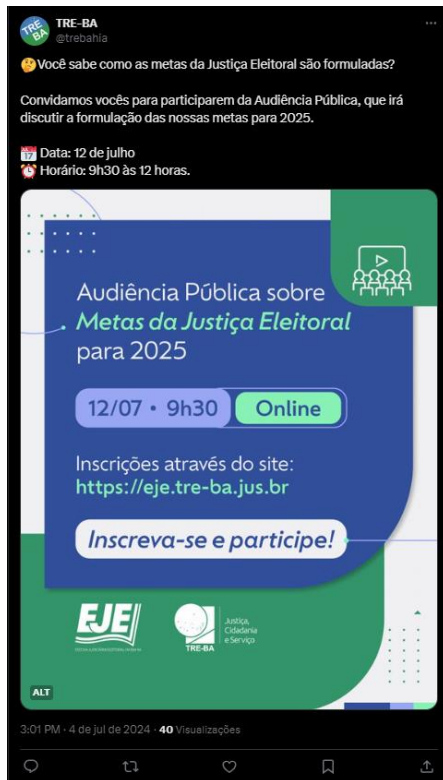 TRE-BA
@trebahia
🤔Você sabe como as metas da Justiça Eleitoral são formuladas?
Convidamos vocês para participarem da Audiência Pública, que irá
discutir a formulação das nossas metas para 2025.
📅 Data: 12 de julho
⏰ Horário: 9h30 às 12 horas.
Audiência Pública sobre
Metas da Justiça Eleitoral
para 2025
12/07 • 9h30 Online
Inscrições através do site:
https://eje.tre-ba.jus.br
Inscreva-se e participe!
EJE
TRE-BA
Justiça,
Cidadania
e Serviço
ALT
3:01 PM · 4 de jul de 2024 · 40 Visualizações